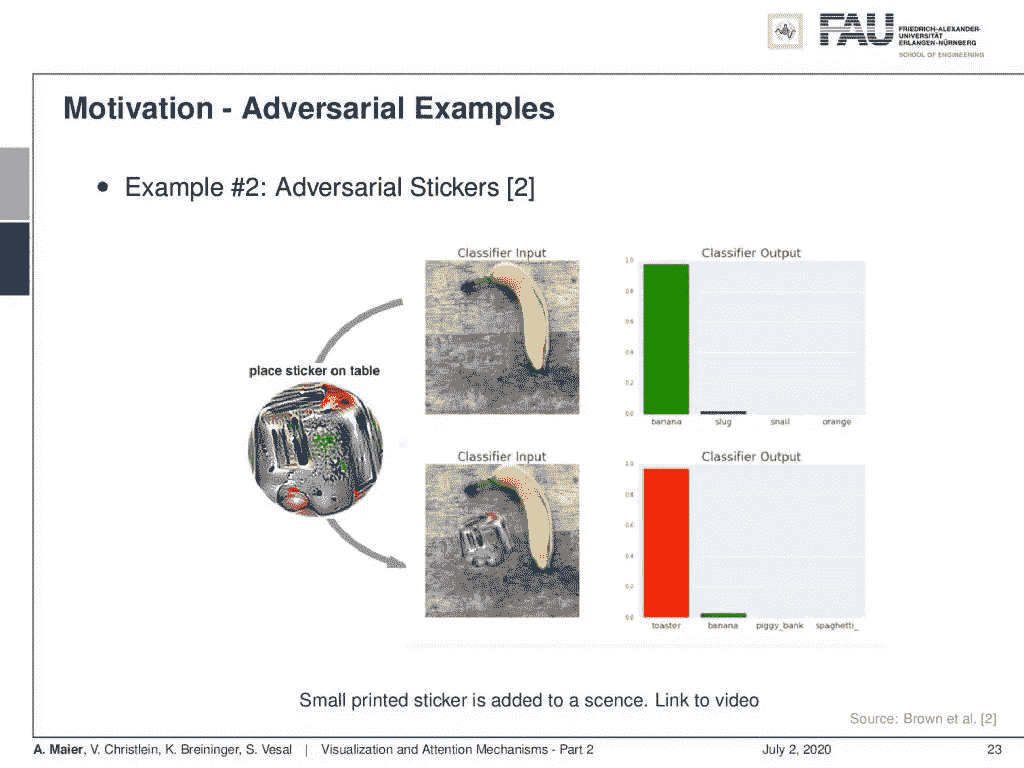 FAU
FRIEDRICH-ALEXANDER-
UNIVERSITÄT
ERLANGEN-NÜRNBERG
SCHOOL OF ENGINEERING
Motivation - Adversarial Examples
• Example #2: Adversarial Stickers [2]
Classifier Input
Classifier Output
1.0
0.8
0.6
0.4
0.2
0.0
banana slug snail orange
place sticker on table
Classifier Input
Classifier Output
1.0
0.8
0.6
0.4
0.2
0.0
toaster banana piggy_bank spaghetti_
Small printed sticker is added to a scence. Link to video
Source: Brown et al. [2]
A. Maier, V. Christlein, K. Breininger, S. Vesal | Visualization and Attention Mechanisms - Part 2 July 2, 2020 23